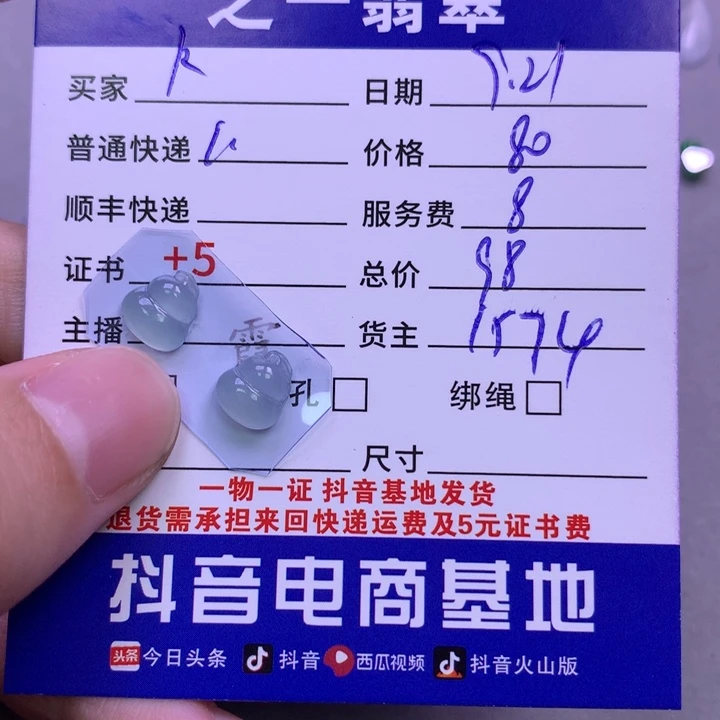 之一翡翠
买家 日期 9.21
普通快递 价格 80
顺丰快递 服务费 8
证书 +5 总价 98
主播 霞 货主 1574
孔 绑绳
尺寸
一物一证 抖音基地发货
退货需承担来回快递运费及5元证书费
抖音电商基地
头条 今日头条 抖音 西瓜视频 抖音火山版